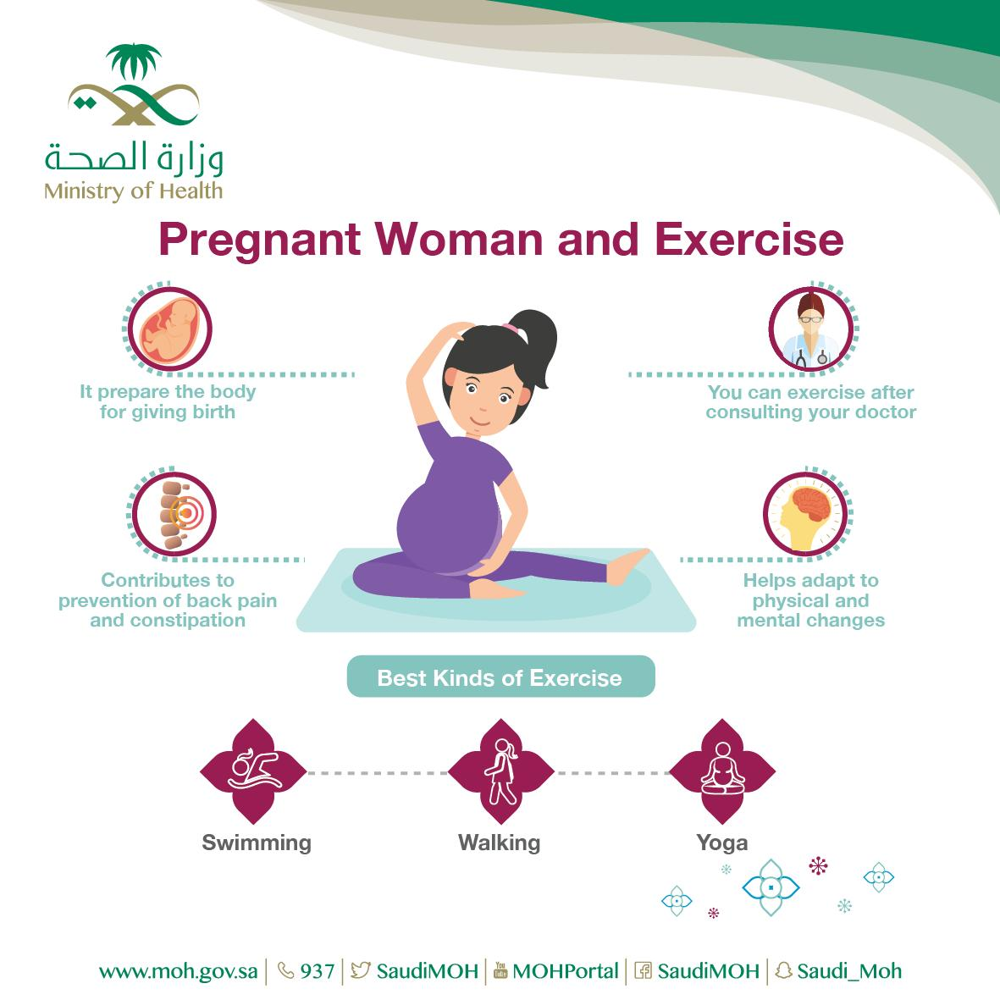 وزارة الصحة
Ministry of Health
Pregnant Woman and Exercise
It prepare the body
for giving birth
You can exercise after
consulting your doctor
Contributes to
prevention of back pain
and constipation
Helps adapt to
physical and
mental changes
Best Kinds of Exercise
Swimming
Walking
Yoga
www.moh.gov.sa | 937 | SaudiMOH | You Tube MOHPortal | SaudiMOH | Saudi_Moh